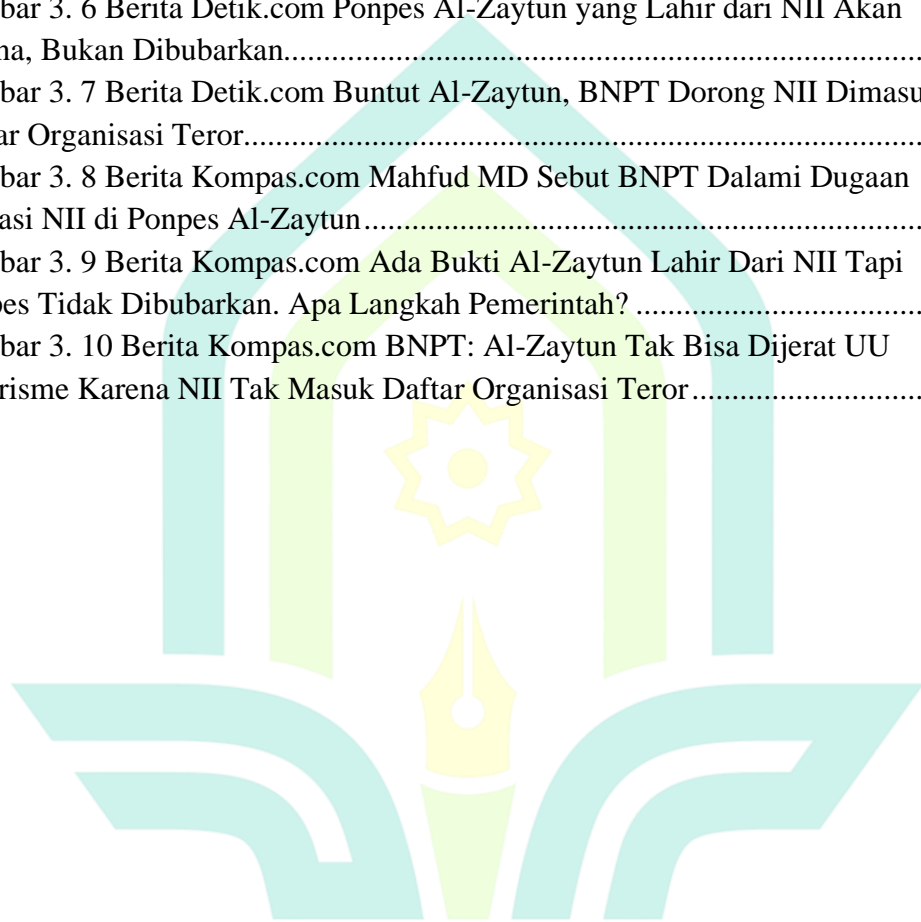 bar 3. 6 Berita Detik.com Ponpes Al-Zaytun yang Lahir dari NII Akan
na, Bukan Dibubarkan....................................................................................
bar 3. 7 Berita Detik.com Buntut Al-Zaytun, BNPT Dorong NII Dimasu
ar Organisasi Teror.........................................................................................
bar 3. 8 Berita Kompas.com Mahfud MD Sebut BNPT Dalami Dugaan
asi NII di Ponpes Al-Zaytun.........................................................................
bar 3. 9 Berita Kompas.com Ada Bukti Al-Zaytun Lahir Dari NII Tapi
pes Tidak Dibubarkan. Apa Langkah Pemerintah? .....................................
bar 3. 10 Berita Kompas.com BNPT: Al-Zaytun Tak Bisa Dijerat UU
risme Karena NII Tak Masuk Daftar Organisasi Teror..............................